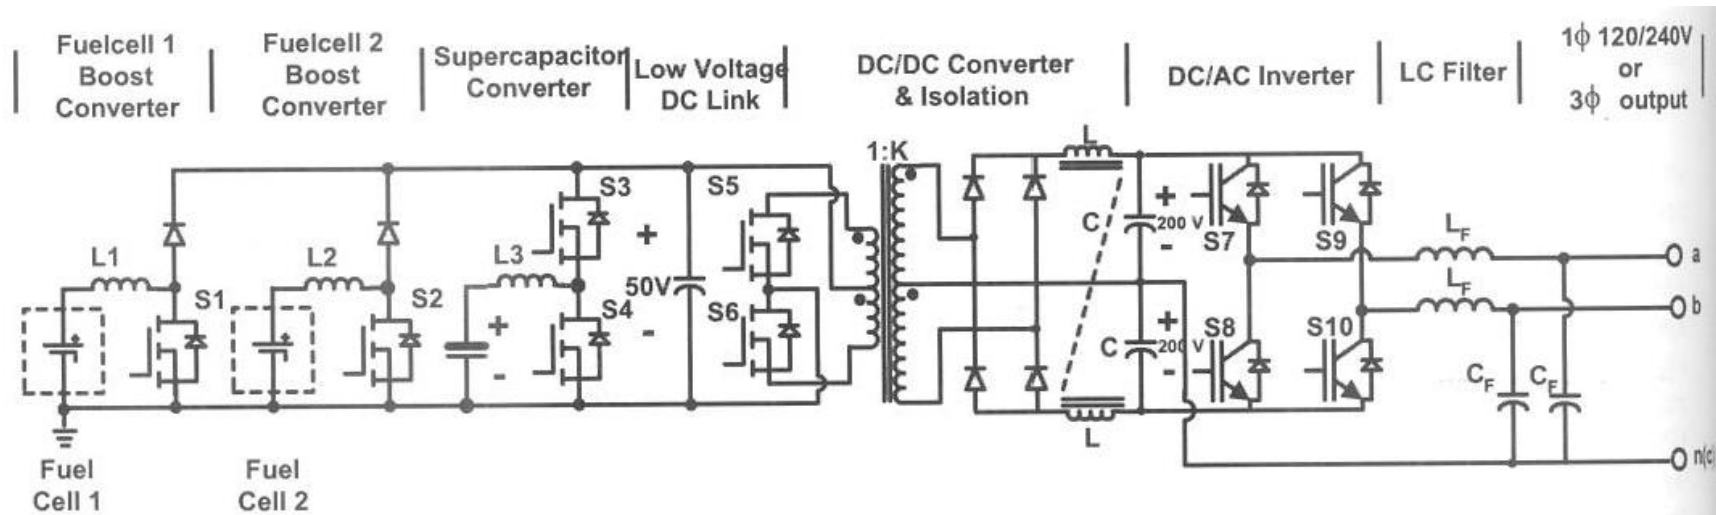 Fuelcell 1
Boost
Converter
Fuelcell 2
Boost
Converter
Supercapacitor
Converter
Low Voltage
DC Link
DC/DC Converter
& Isolation
DC/AC Inverter
LC Filter
1ϕ 120/240V
or
3ϕ output
L1
S1
L2
S2
L3
S3
S4
+
-
+
50V
-
S5
S6
1:K
L
L
C
+
200 V
-
C
+
200 V
-
S7
S9
S8
S10
LF
LF
CF
CF
a
b
n(c)
Fuel
Cell 1
Fuel
Cell 2